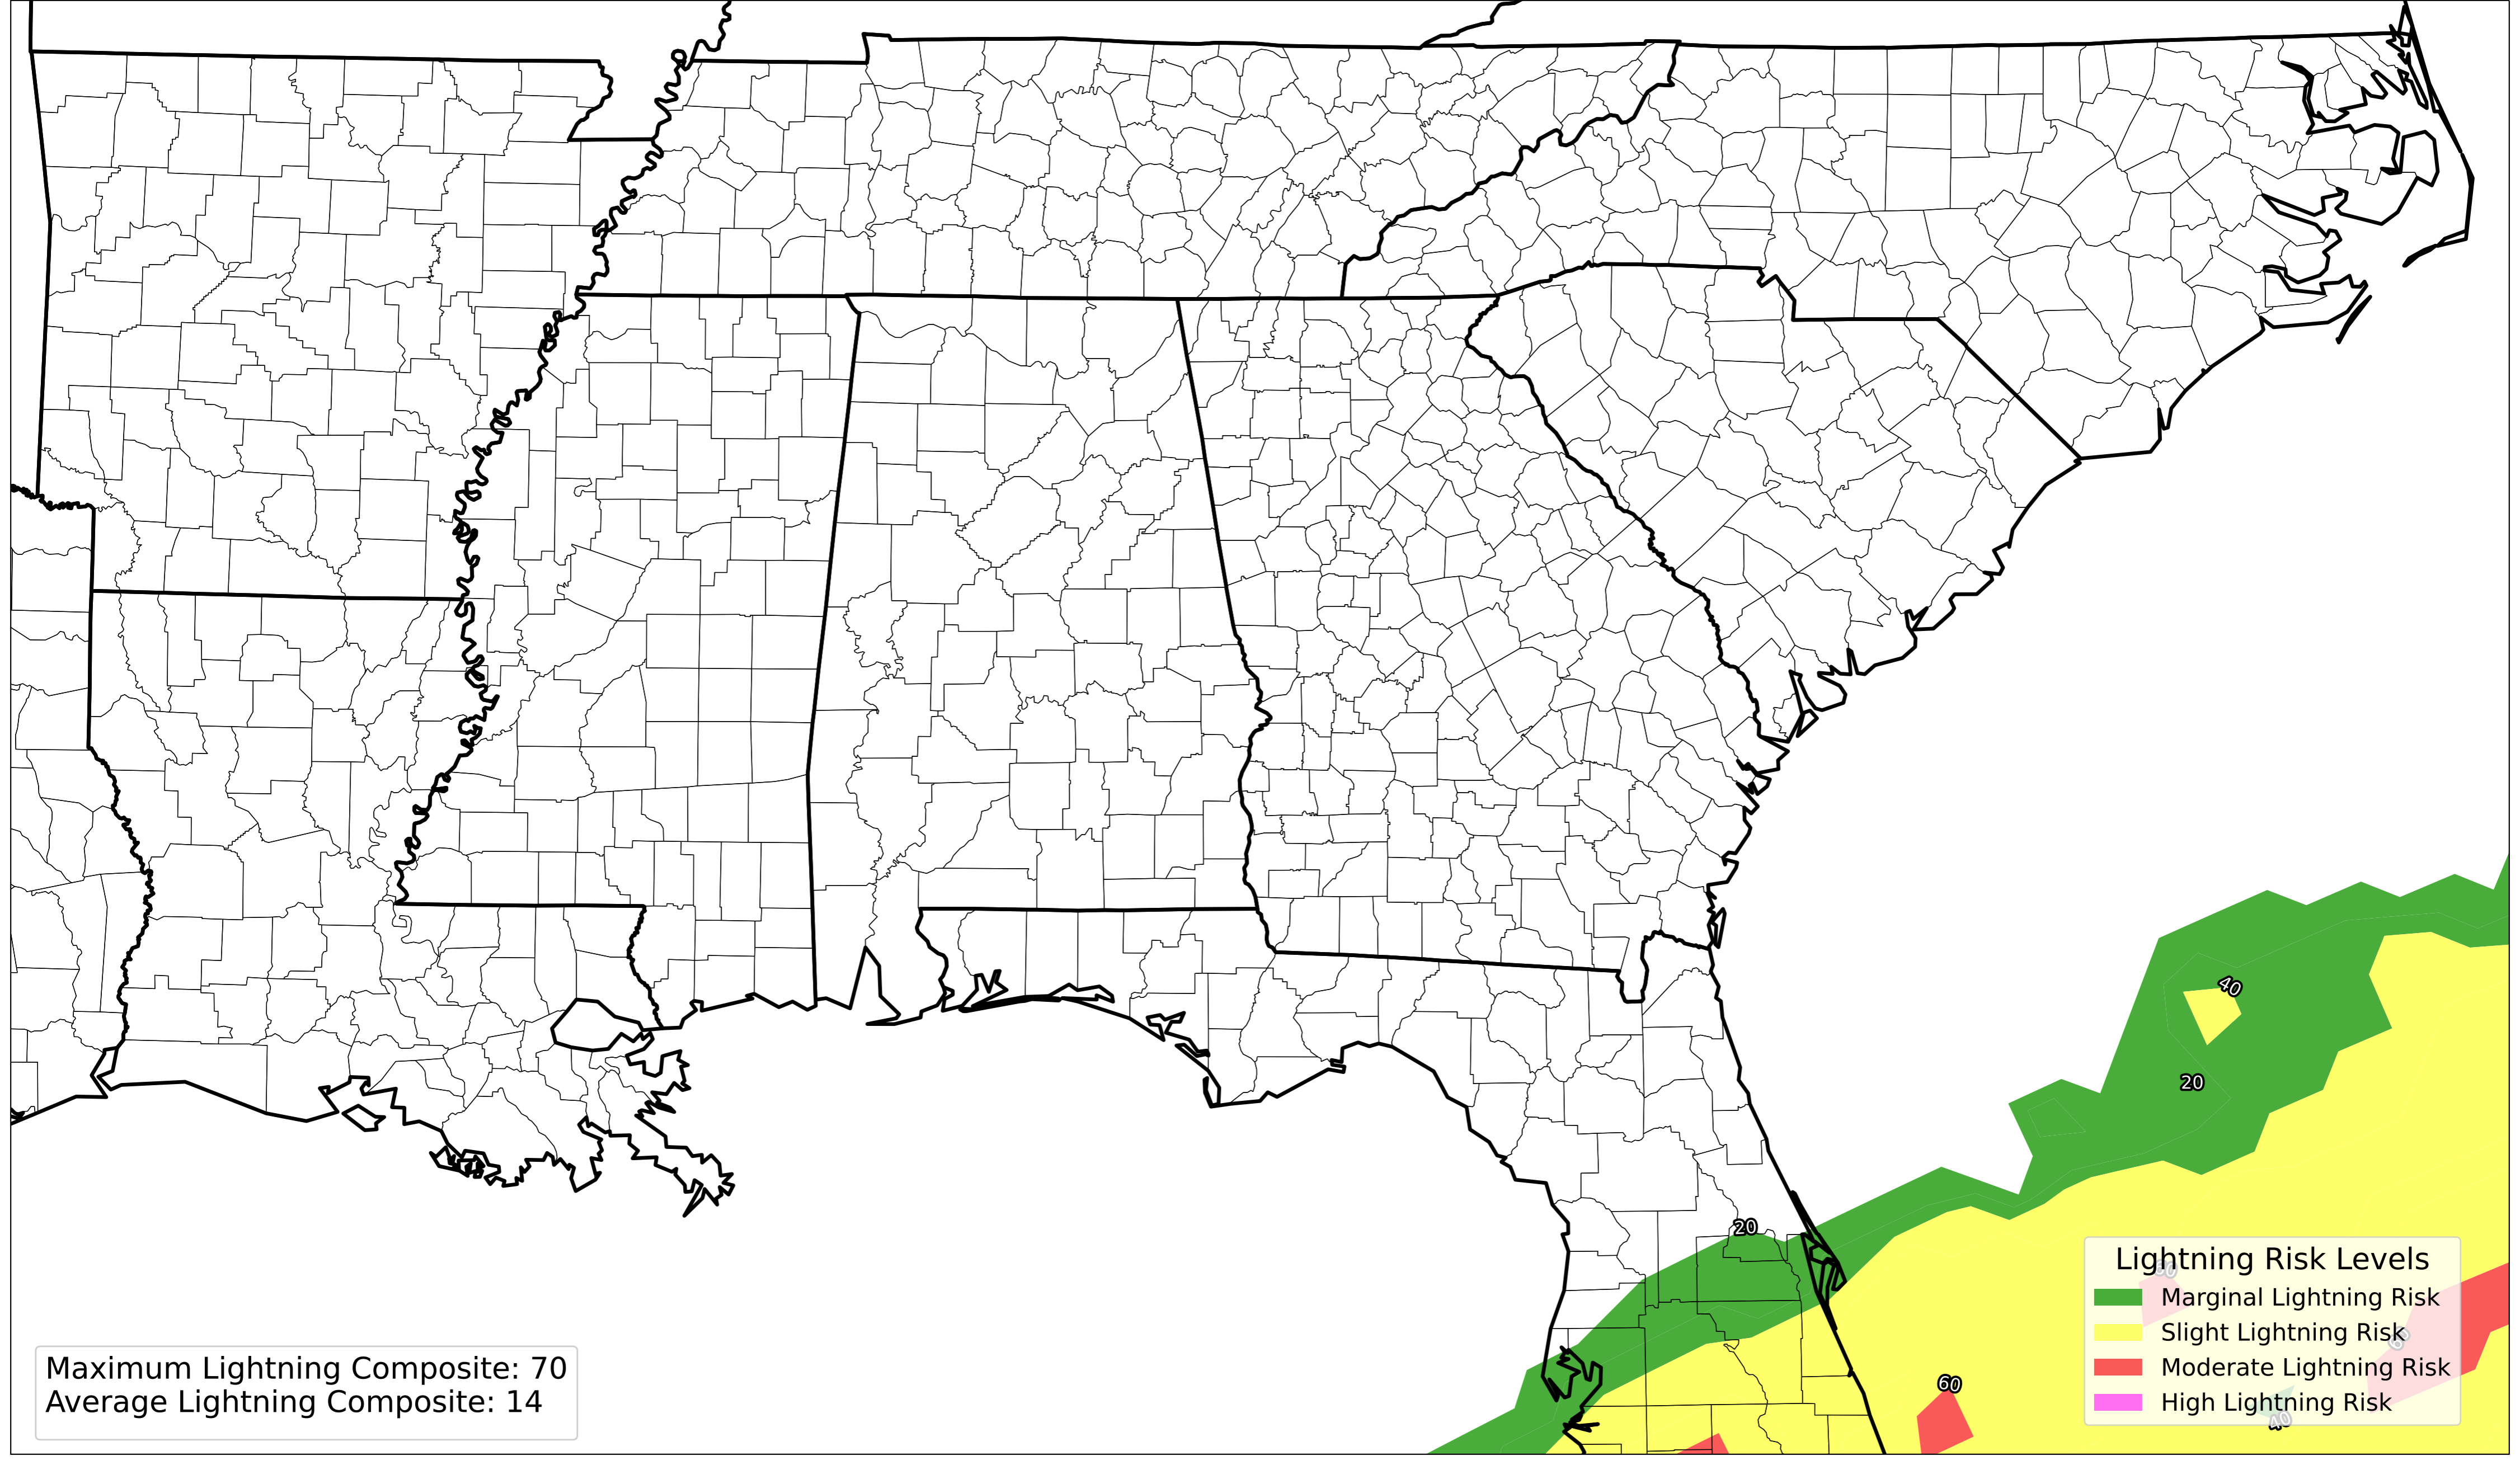 40
20
20
Lightning Risk Levels
Marginal Lightning Risk
Slight Lightning Risk
Moderate Lightning Risk
High Lightning Risk
60
40
Maximum Lightning Composite: 70
Average Lightning Composite: 14